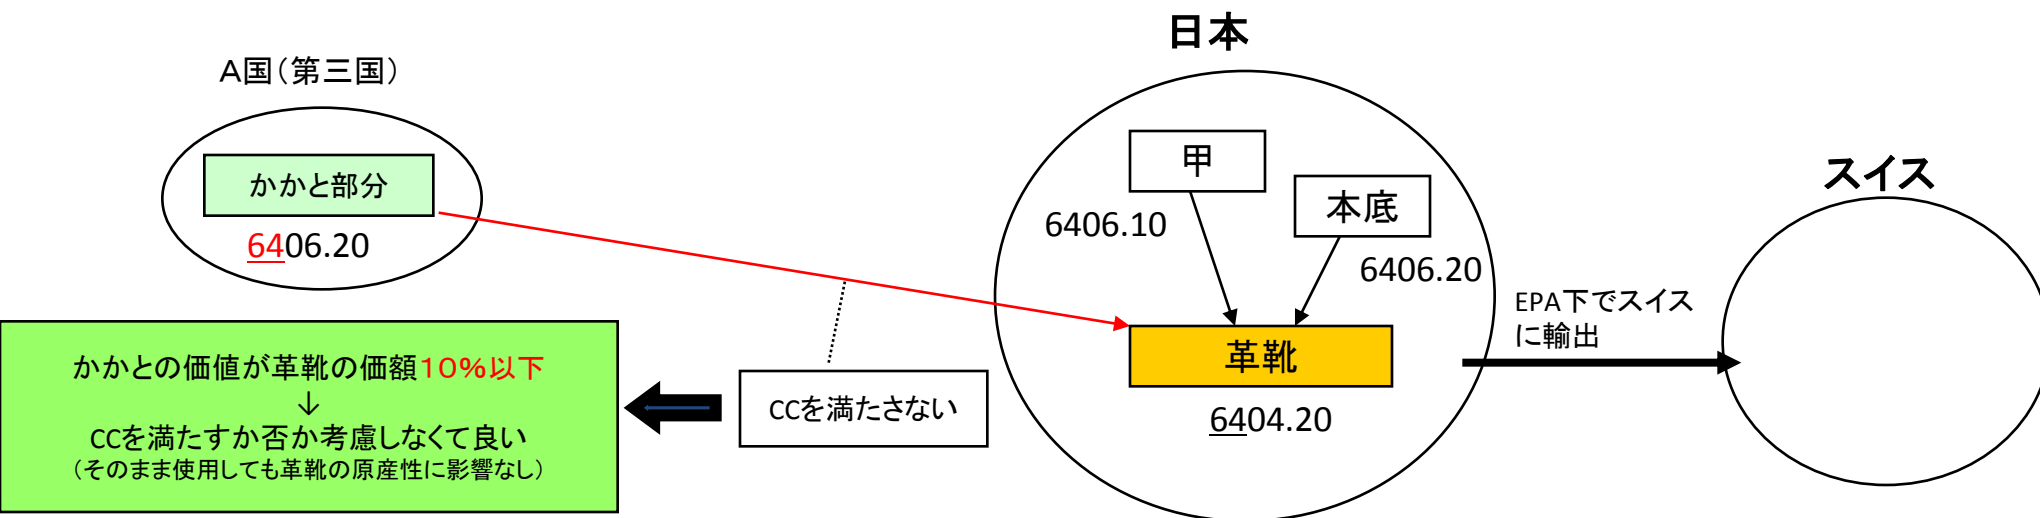 日本
A国(第三国)
かかと部分
6406.20
甲
6406.10
本底
6406.20
スイス
革靴
6404.20
EPA下でスイス
に輸出
CCを満たさない
かかとの価値が革靴の価額10%以下
↓
CCを満たすか否か考慮しなくて良い
(そのまま使用しても革靴の原産性に影響なし)